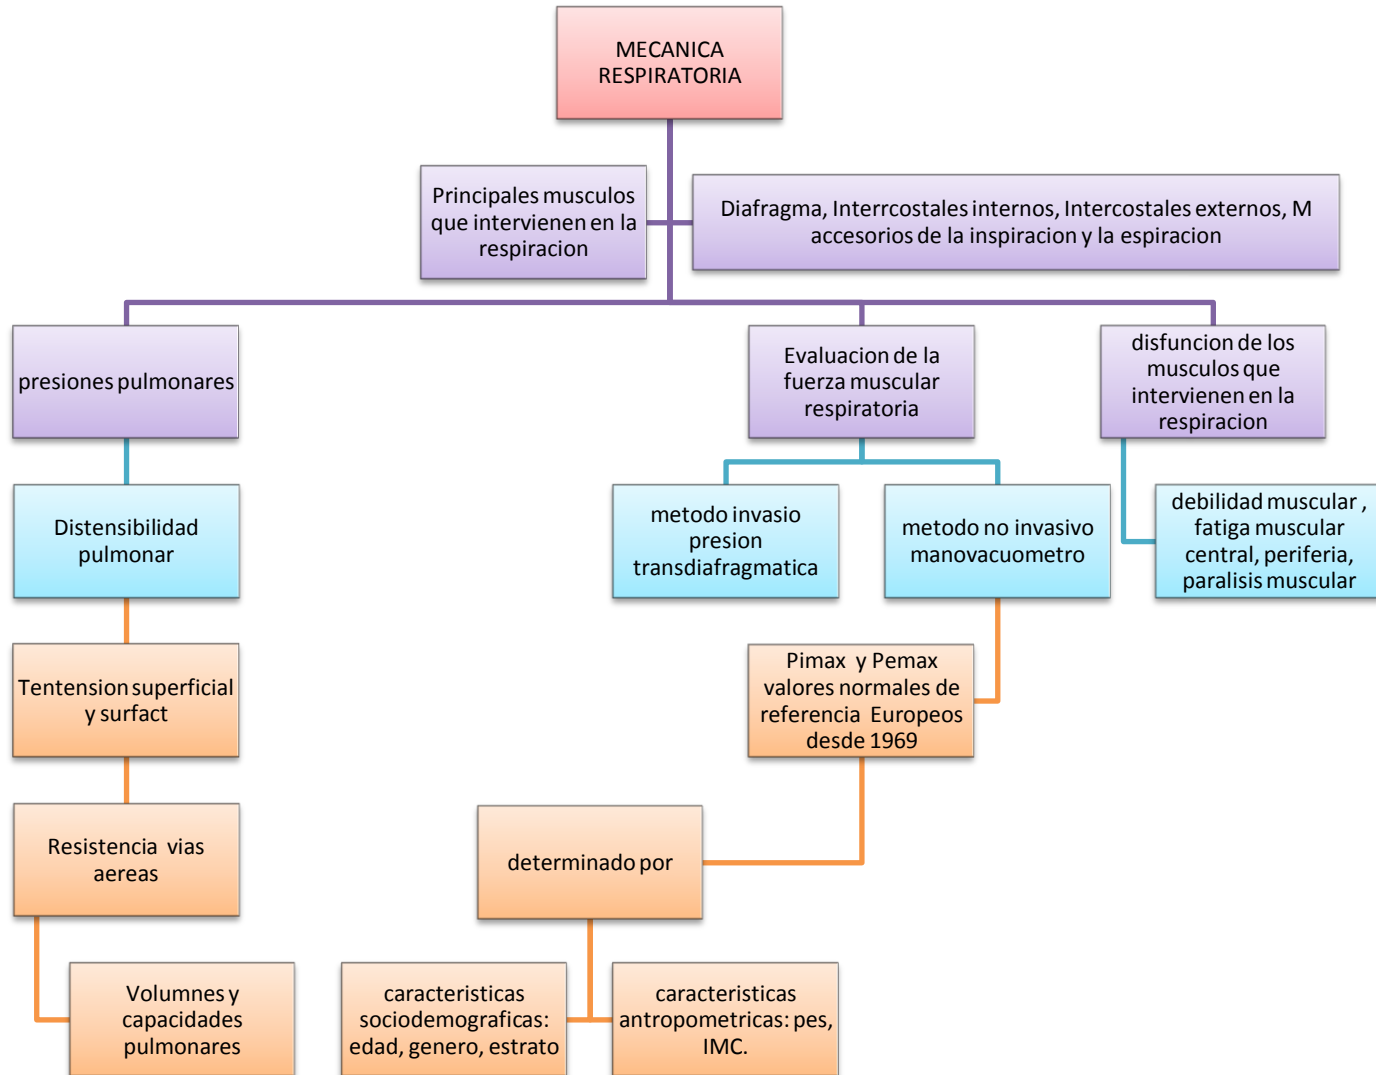 MECANICA
RESPIRATORIA
Principales musculos
que intervienen en la
respiracion
Diafragma, Interrcostales internos, Intercostales externos, M
accesorios de la inspiracion y la espiracion
presiones pulmonares
Evaluacion de la
fuerza muscular
respiratoria
disfuncion de los
musculos que
intervienen en la
respiracion
Distensibilidad
pulmonar
metodo invasio
presion
transdiafragmatica
metodo no invasivo
manovacuometro
debilidad muscular ,
fatiga muscular
central, periferia,
paralisis muscular
Tentension superficial
y surfact
Pimax y Pemax
valores normales de
referencia Europeos
desde 1969
Resistencia vias
aereas
determinado por
Volumnes y
capacidades
pulmonares
caracteristicas
sociodemograficas:
edad, genero, estrato
caracteristicas
antropometricas: pes,
IMC.